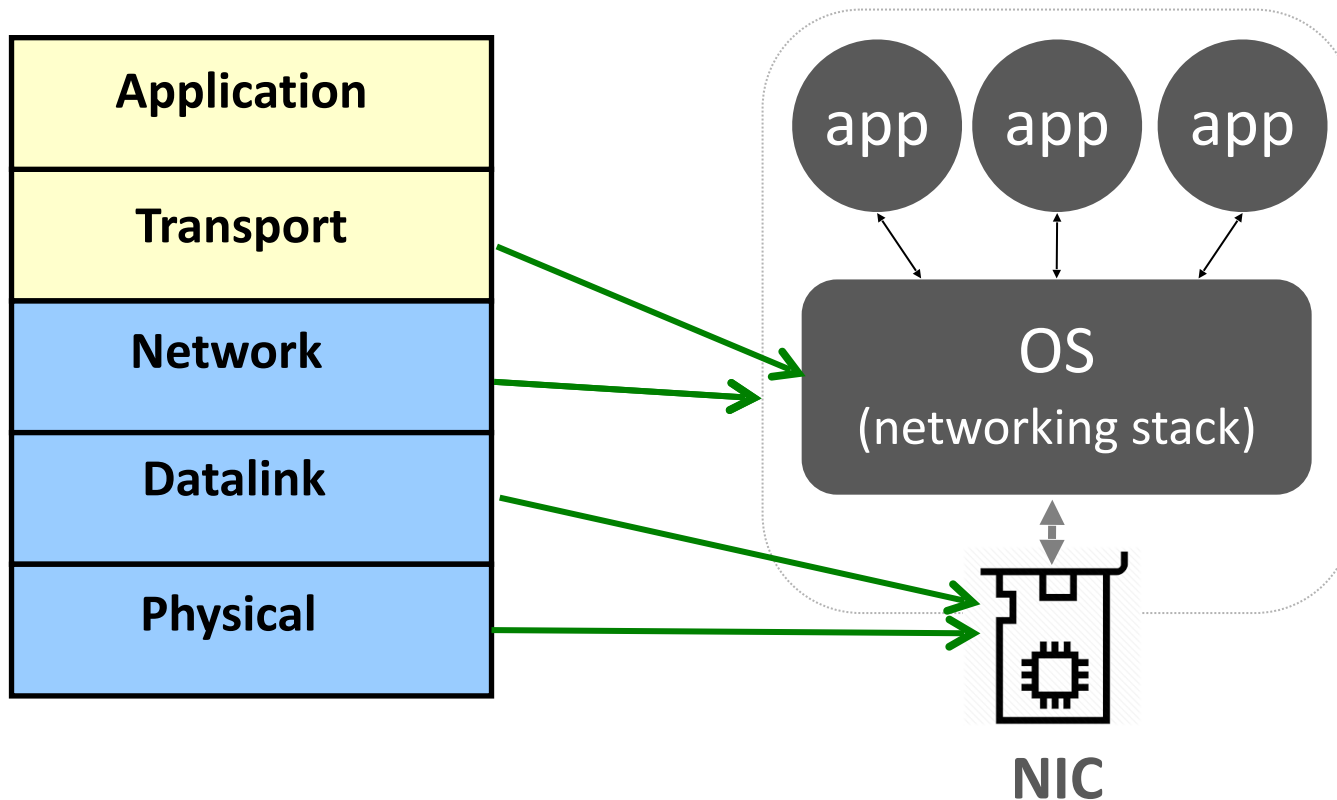 Application
Transport
Network
Datalink
Physical
app
app
app
OS
(networking stack)
NIC